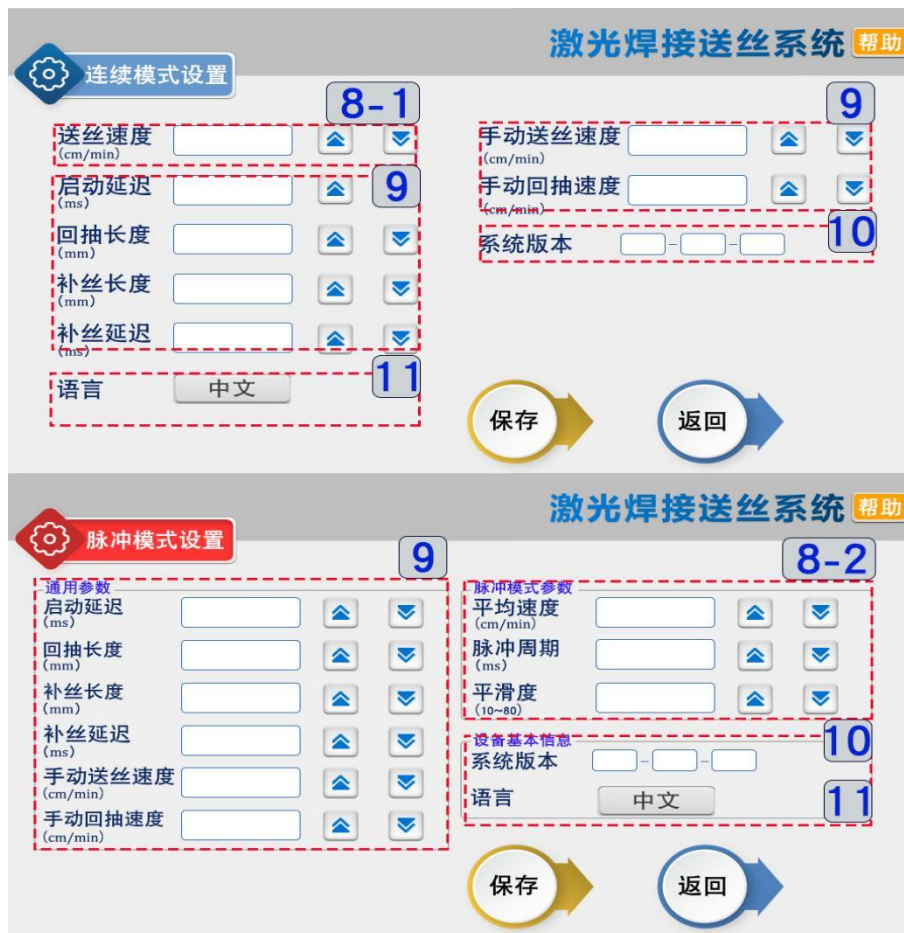 激光焊接送丝系统 帮助
连续模式设置
8-1
送丝速度
(cm/min)
9
启动延迟
(ms)
回抽长度
(mm)
补丝长度
(mm)
补丝延迟
(ms)
11
语言 中文
9
手动送丝速度
(cm/min)
手动回抽速度
(cm/min)
10
系统版本 - -
保存 返回
激光焊接送丝系统 帮助
脉冲模式设置
9
通用参数
启动延迟
(ms)
回抽长度
(mm)
补丝长度
(mm)
补丝延迟
(ms)
手动送丝速度
(cm/min)
手动回抽速度
(cm/min)
8-2
脉冲模式参数
平均速度
(cm/min)
脉冲周期
(ms)
平滑度
(10~80)
设备基本信息
10
系统版本 - -
语言 中文
11
保存 返回